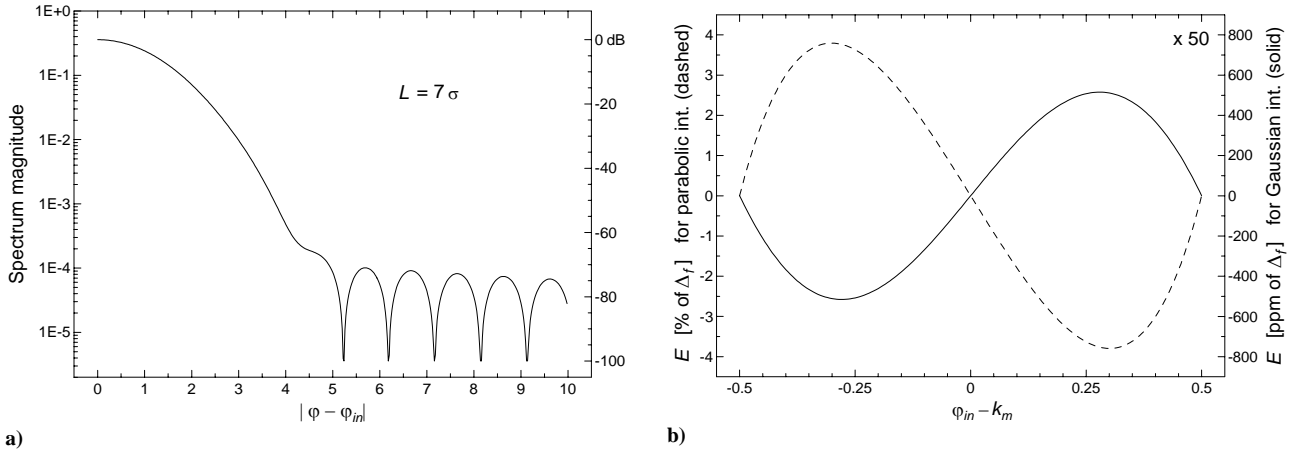 1E+0
1E-1
1E-2
1E-3
1E-4
1E-5
Spectrum magnitude
L = 7 σ
0 dB
-20
-40
-60
-80
-100
0 1 2 3 4 5 6 7 8 9 10
| φ – φin|
a)
4
3
2
1
0
-1
-2
-3
-4
E [% of Δf] for parabolic int. (dashed)
x 50
800
600
400
200
0
-200
-400
-600
-800
E [ppm of Δf] for Gaussian int. (solid)
-0.5 -0.25 0 0.25 0.5
φin – km
b)